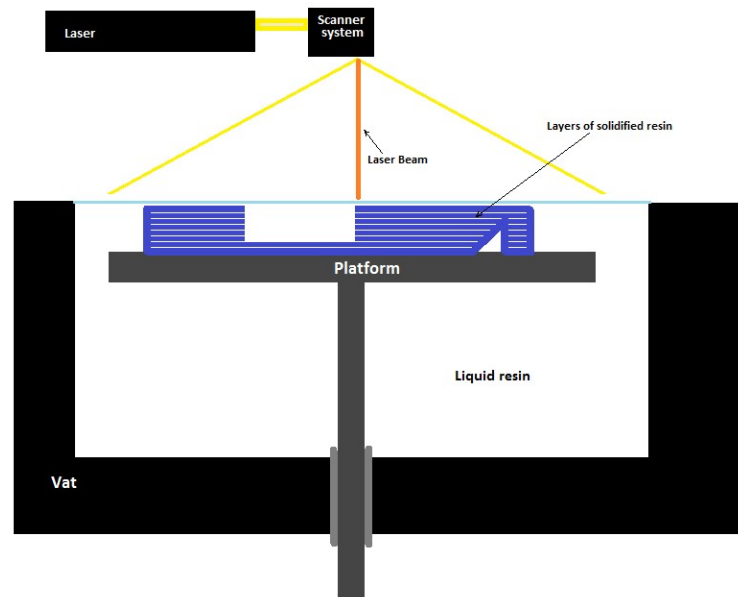 Laser
Scanner
system
Layers of solidified resin
Laser Beam
Platform
Liquid resin
Vat